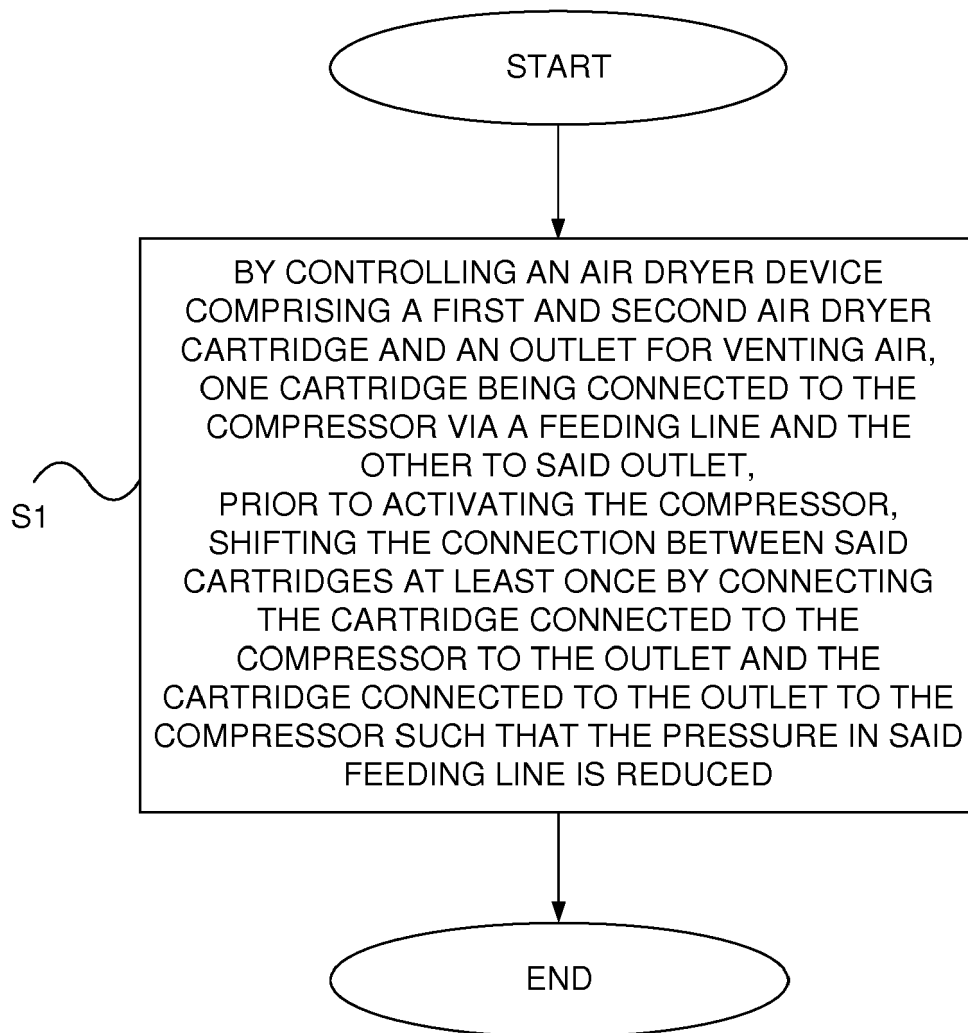 START
BY CONTROLLING AN AIR DRYER DEVICE
COMPRISING A FIRST AND SECOND AIR DRYER
CARTRIDGE AND AN OUTLET FOR VENTING AIR,
ONE CARTRIDGE BEING CONNECTED TO THE
COMPRESSOR VIA A FEEDING LINE AND THE
OTHER TO SAID OUTLET,
PRIOR TO ACTIVATING THE COMPRESSOR,
SHIFTING THE CONNECTION BETWEEN SAID
CARTRIDGES AT LEAST ONCE BY CONNECTING
THE CARTRIDGE CONNECTED TO THE
COMPRESSOR TO THE OUTLET AND THE
CARTRIDGE CONNECTED TO THE OUTLET TO THE
COMPRESSOR SUCH THAT THE PRESSURE IN SAID
FEEDING LINE IS REDUCED
S1
END